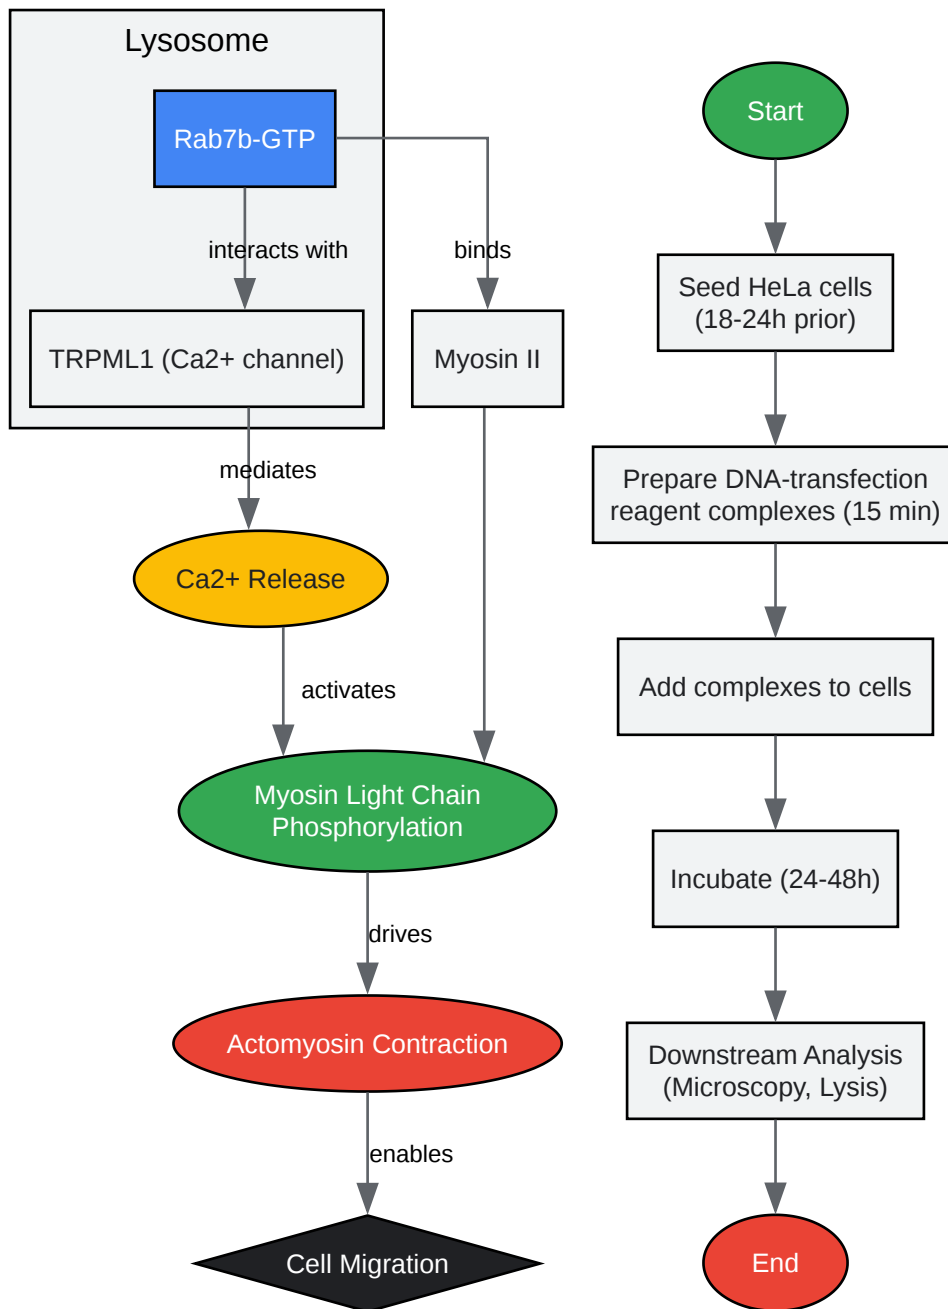 Lysosome
Rab7b-GTP
interacts with
binds
TRPML1 (Ca2+ channel)
Myosin II
mediates
Ca2+ Release
activates
Myosin Light Chain
Phosphorylation
drives
Actomyosin Contraction
enables
Cell Migration
Start
Seed HeLa cells
(18-24h prior)
Prepare DNA-transfection
reagent complexes (15 min)
Add complexes to cells
Incubate (24-48h)
Downstream Analysis
(Microscopy, Lysis)
End